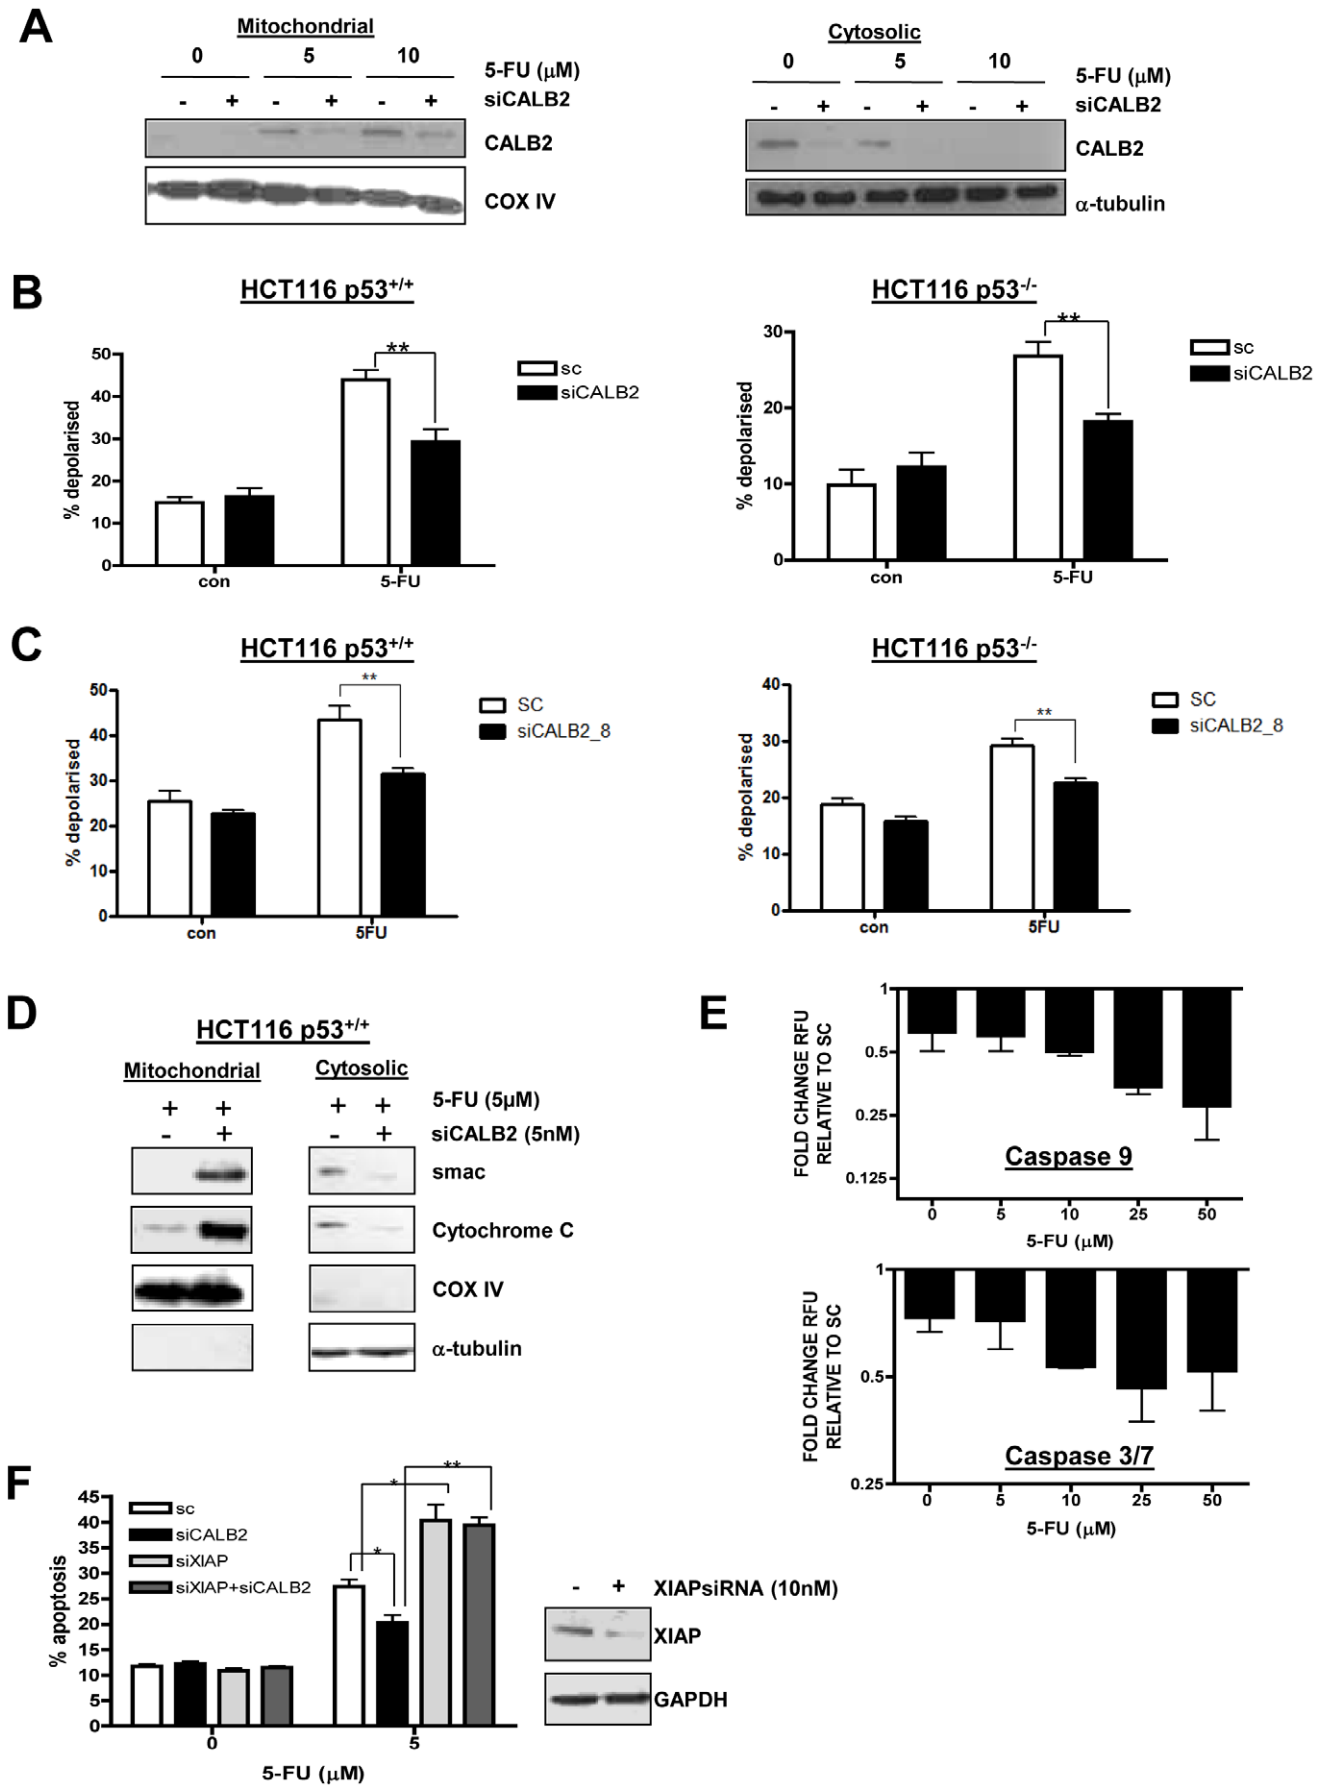 A
Mitochondrial
0 5 10
5-FU (μM)
- + - + - +
siCALB2
CALB2
COX IV
Cytosolic
0 5 10
5-FU (μM)
- + - + - +
siCALB2
CALB2
α-tubulin
B
HCT116 p53+/+
50
40
30
20
10
0
% depolarised
**
sc
siCALB2
con 5-FU
HCT116 p53-/-
30
20
10
0
% depolarised
**
sc
siCALB2
con 5-FU
C
HCT116 p53+/+
50
40
30
20
10
0
% depolarised
**
SC
siCALB2_8
con 5FU
HCT116 p53-/-
40
30
20
10
0
% depolarised
**
SC
siCALB2_8
con 5FU
D
HCT116 p53+/+
Mitochondrial Cytosolic
+ + + + 5-FU (5μM)
- + - + siCALB2 (5nM)
smac
Cytochrome C
COX IV
α-tubulin
E
FOLD CHANGE RFU
RELATIVE TO SC
1
0.5
0.25
0.125
Caspase 9
0 5 10 25 50
5-FU (μM)
FOLD CHANGE RFU
RELATIVE TO SC
1
0.5
0.25
Caspase 3/7
0 5 10 25 50
5-FU (μM)
F
45
40
35
30
25
20
15
10
5
0
% apoptosis
sc
siCALB2
siXIAP
siXIAP+siCALB2
*
*
**
0 5
5-FU (μM)
- + XIAPsiRNA (10nM)
XIAP
GAPDH